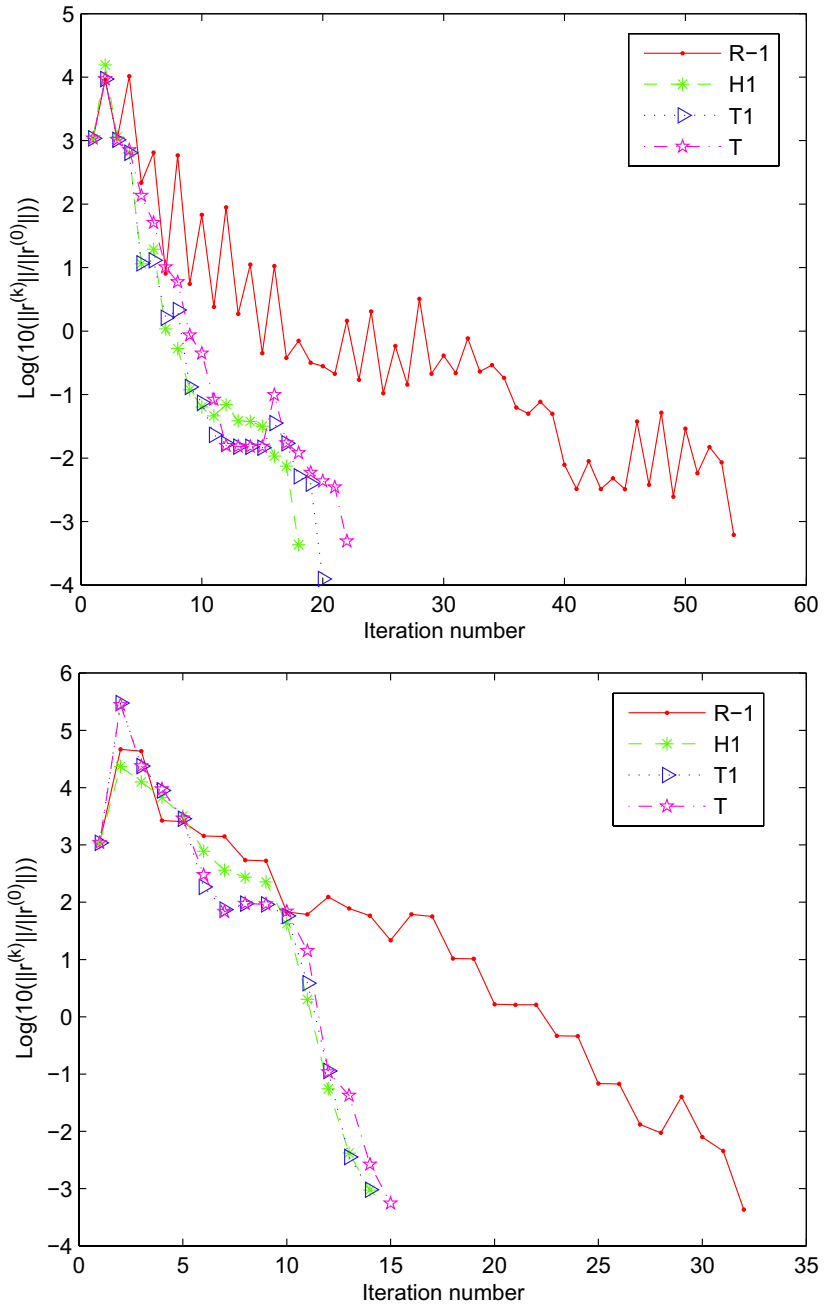 5
4
3
2
1
0
−1
−2
−3
−4
0 10 20 30 40 50 60
Iteration number
Log(10(||r^(k)||/||r^(0)||))
R−1
H1
T1
T
6
5
4
3
2
1
0
−1
−2
−3
−4
0 5 10 15 20 25 30 35
Iteration number
Log(10(||r^(k)||/||r^(0)||))
R−1
H1
T1
T